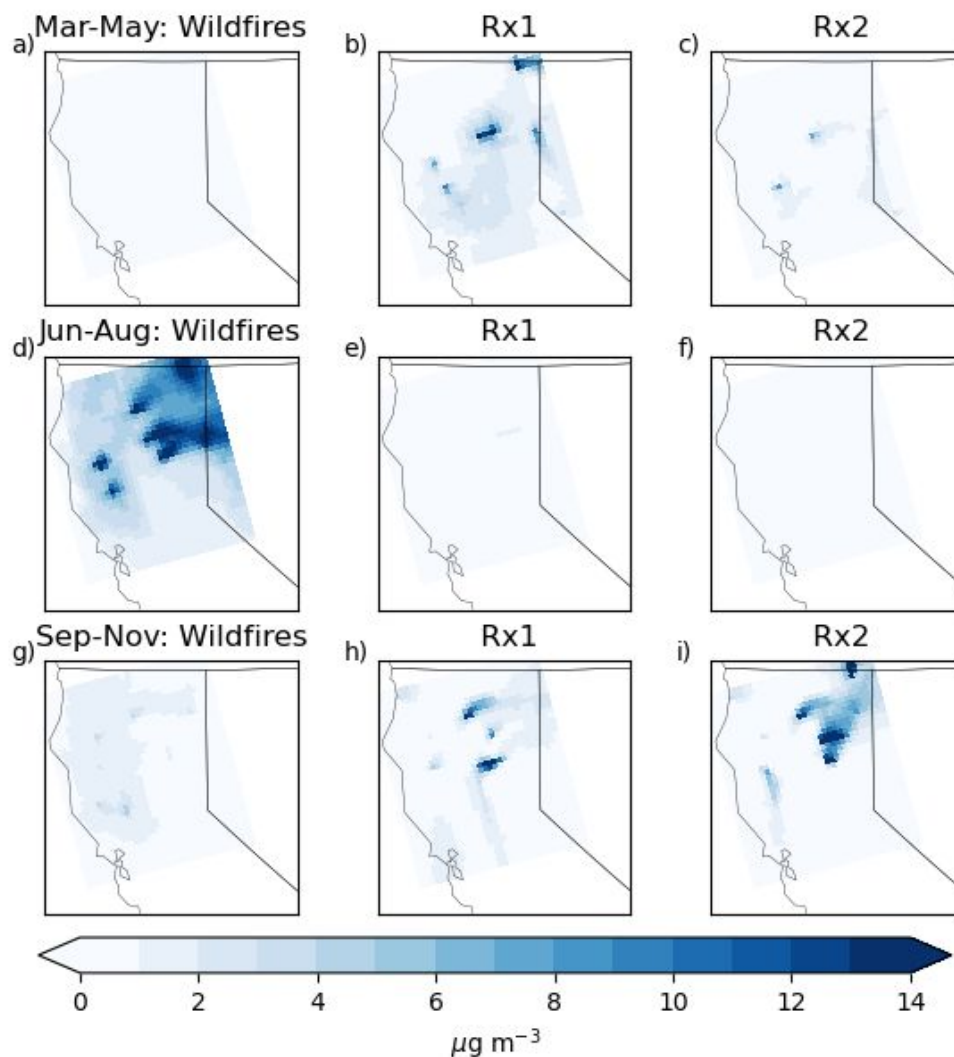 a) Mar-May: Wildfires b) Rx1 c) Rx2
d) Jun-Aug: Wildfires e) Rx1 f) Rx2
g) Sep-Nov: Wildfires h) Rx1 i) Rx2
0 2 4 6 8 10 12 14
μg m⁻³